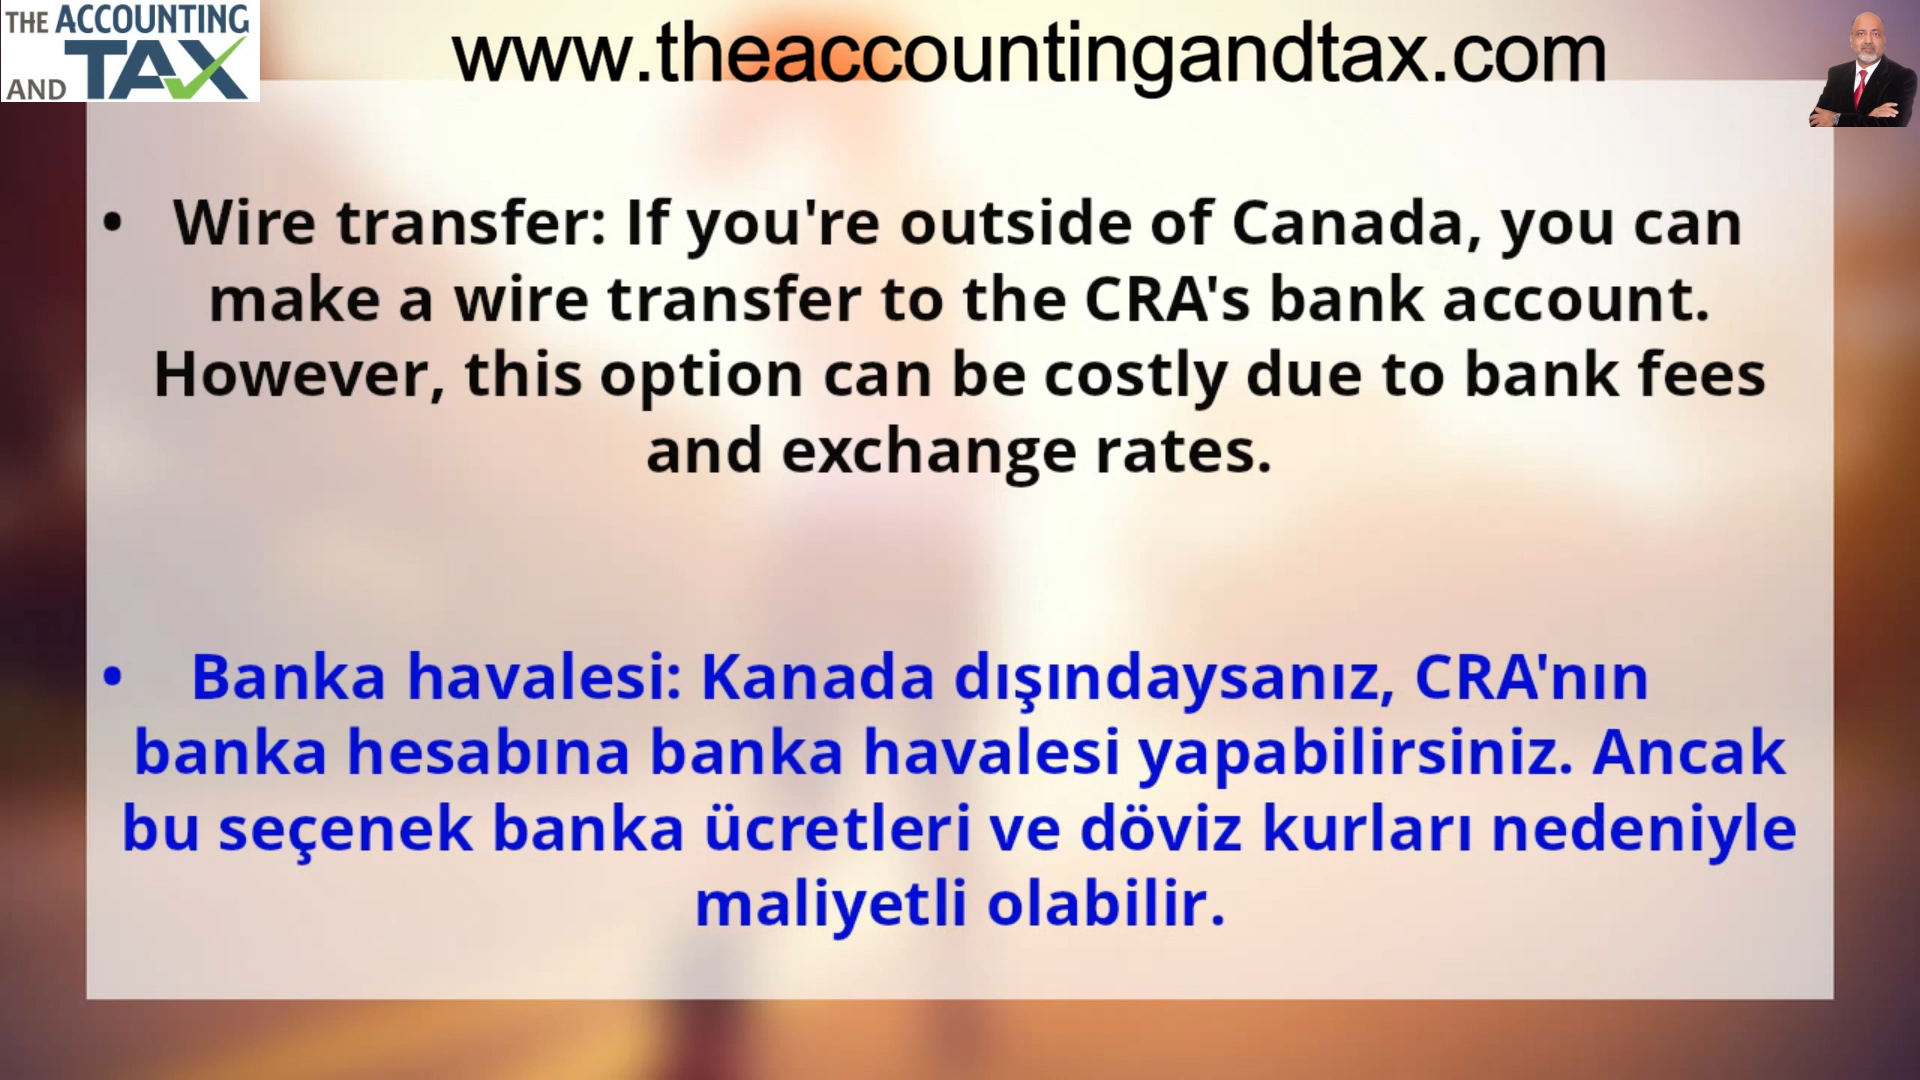 THE ACCOUNTING
AND TAX
www.theaccountingandtax.com
• Wire transfer: If you're outside of Canada, you can
make a wire transfer to the CRA's bank account.
However, this option can be costly due to bank fees
and exchange rates.
• Banka havalesi: Kanada dışındaysanız, CRA'nın
banka hesabına banka havalesi yapabilirsiniz. Ancak
bu seçenek banka ücretleri ve döviz kurları nedeniyle
maliyetli olabilir.